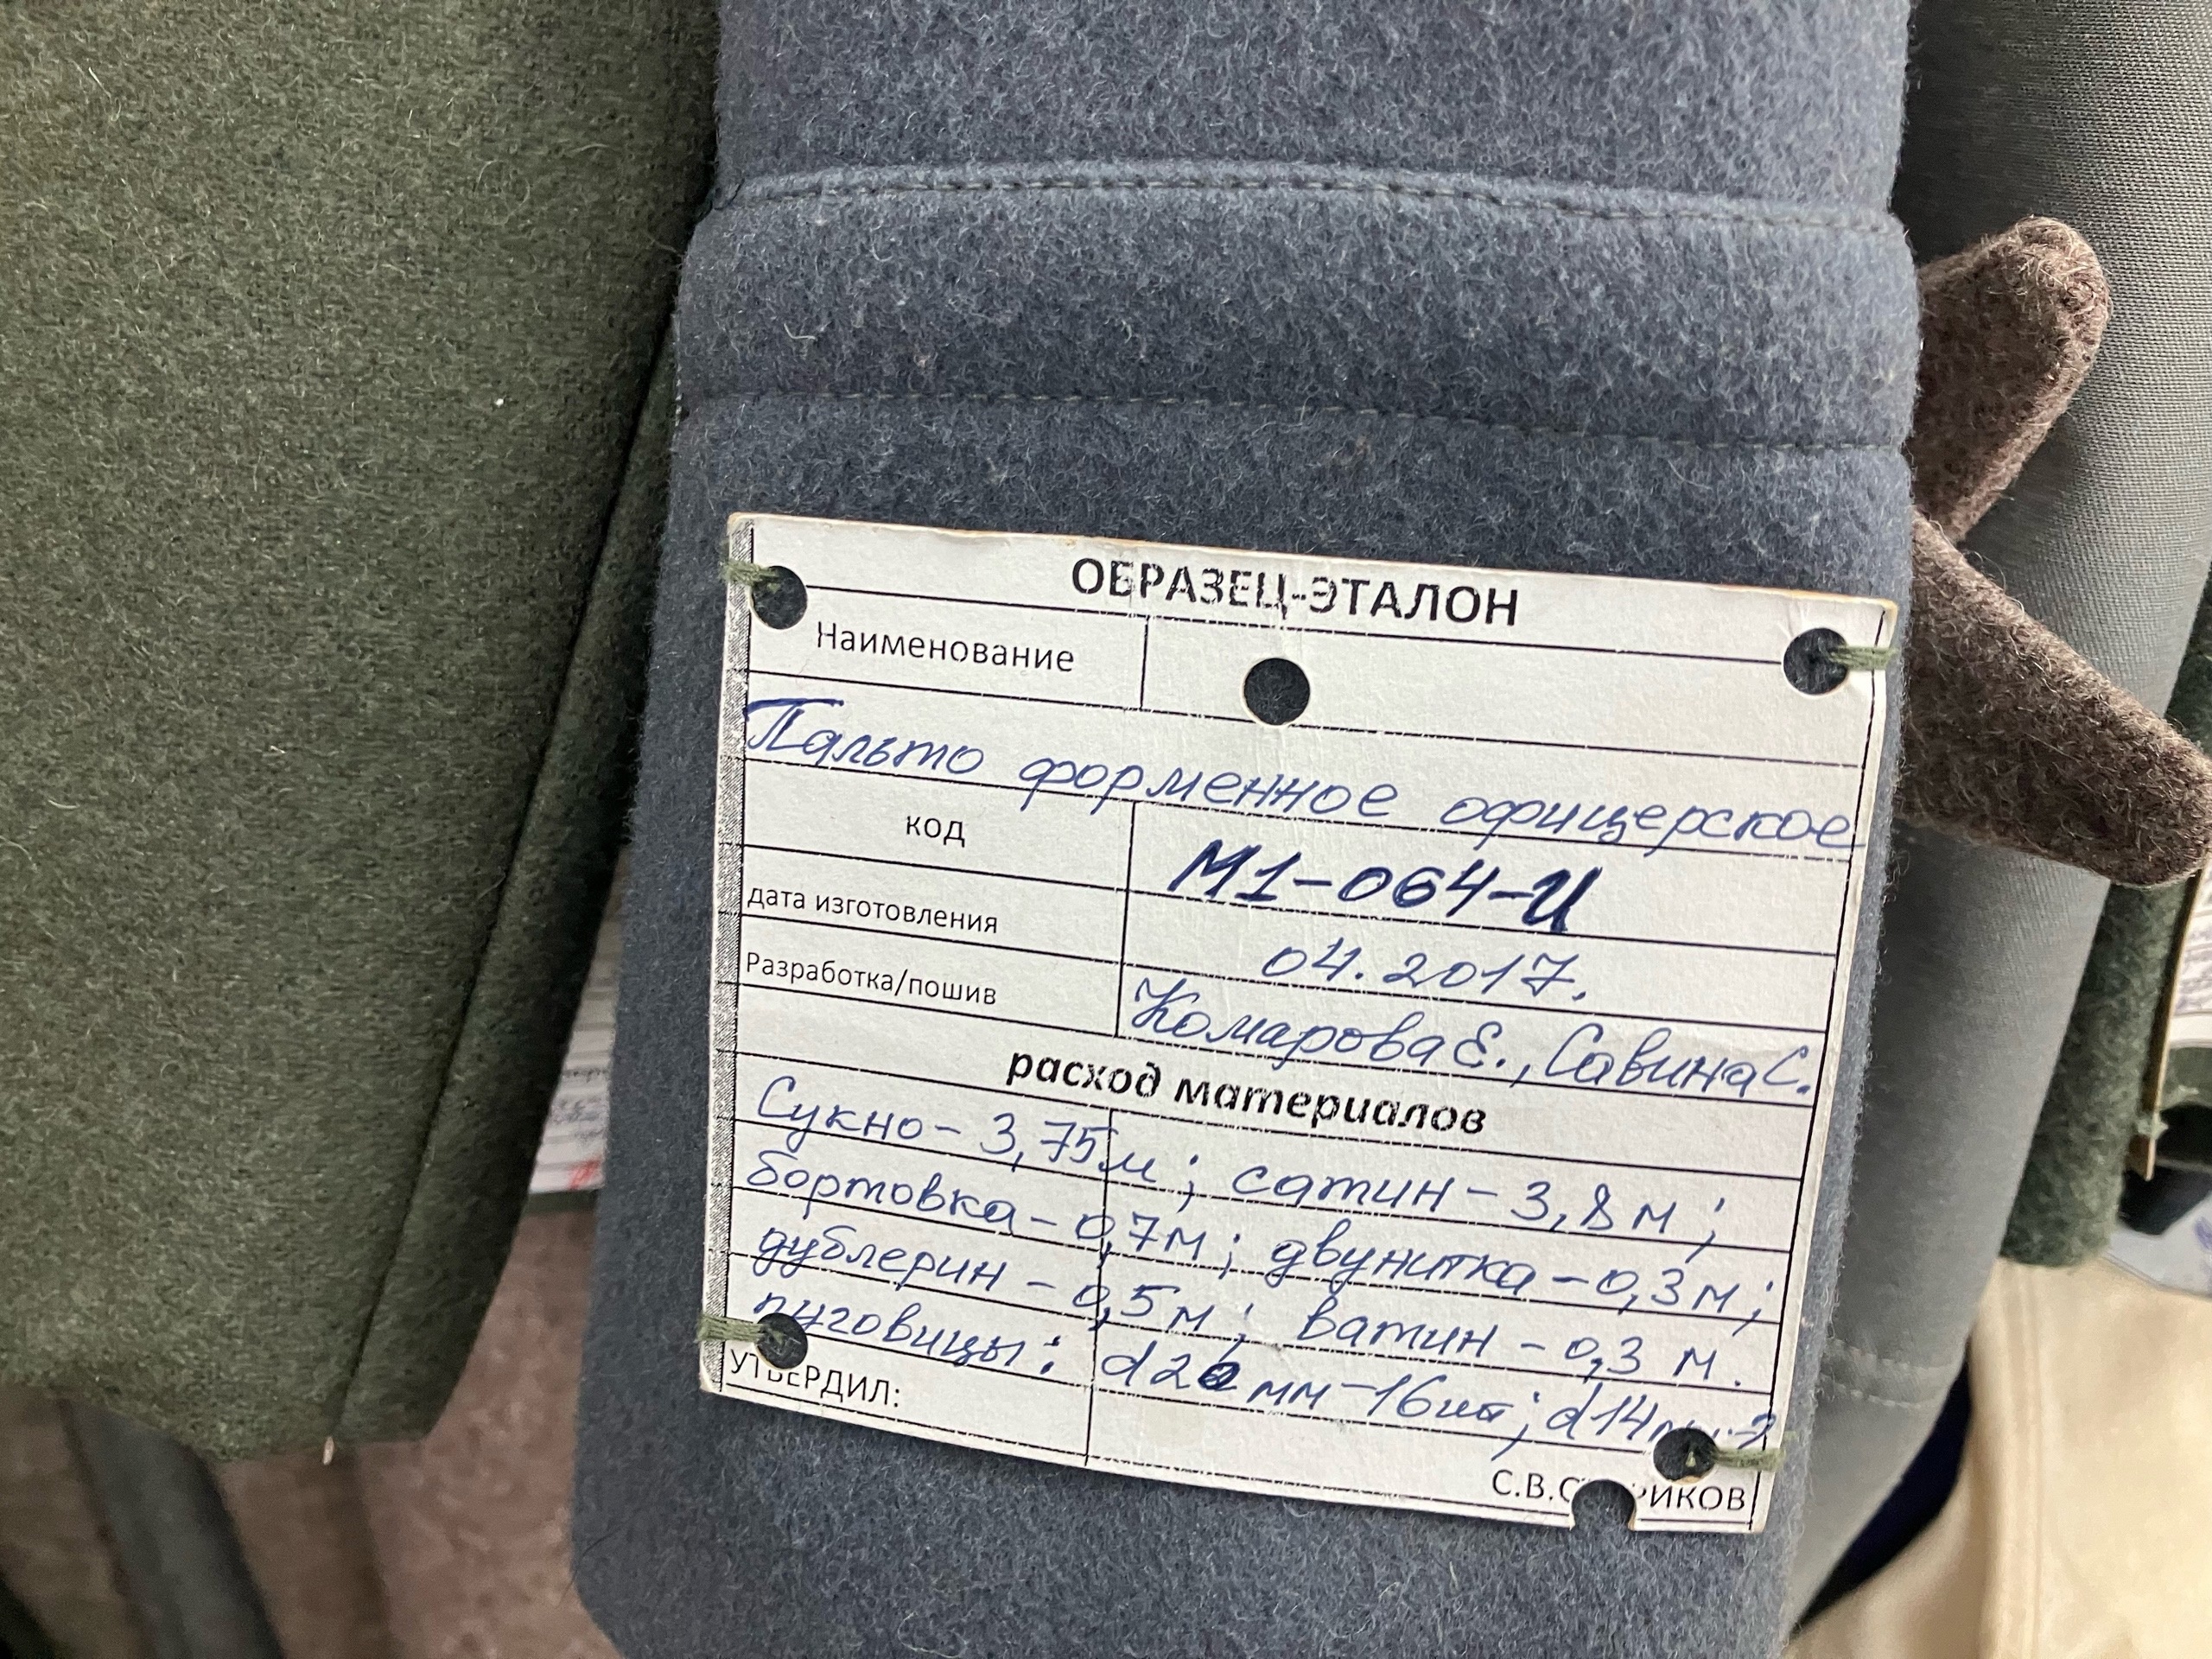 ОБРАЗЕЦ-ЭТАЛОН
Наименование
Пальто форменное офицерское
код М1-064-И
дата изготовления 04.2017.
Разработка/пошив Комарова Е., Савина С.
расход материалов
Сукно - 3,75м; сатин - 3,8м;
бортовка - 0,7м; двунитка - 0,3м;
дублерин - 0,5м; ватин - 0,3 м.
пуговицы: мм - 16шт; d14
УТВЕРДИЛ:
С.В.